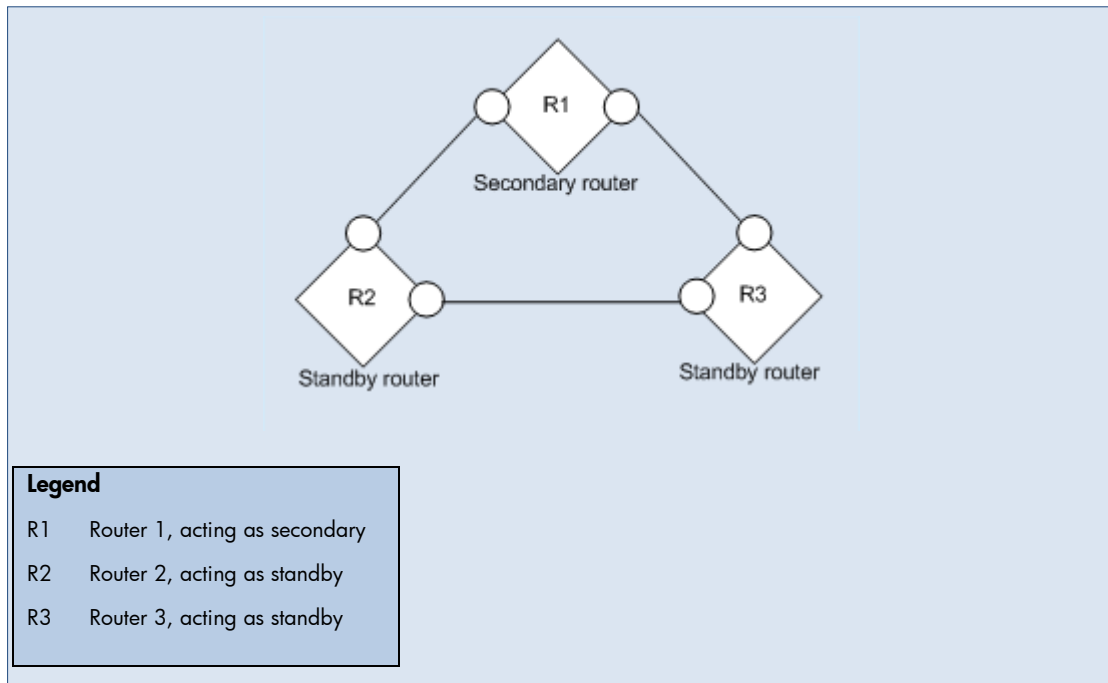 R1
Secondary router
R2
R3
Standby router
Standby router
Legend
R1 Router 1, acting as secondary
R2 Router 2, acting as standby
R3 Router 3, acting as standby